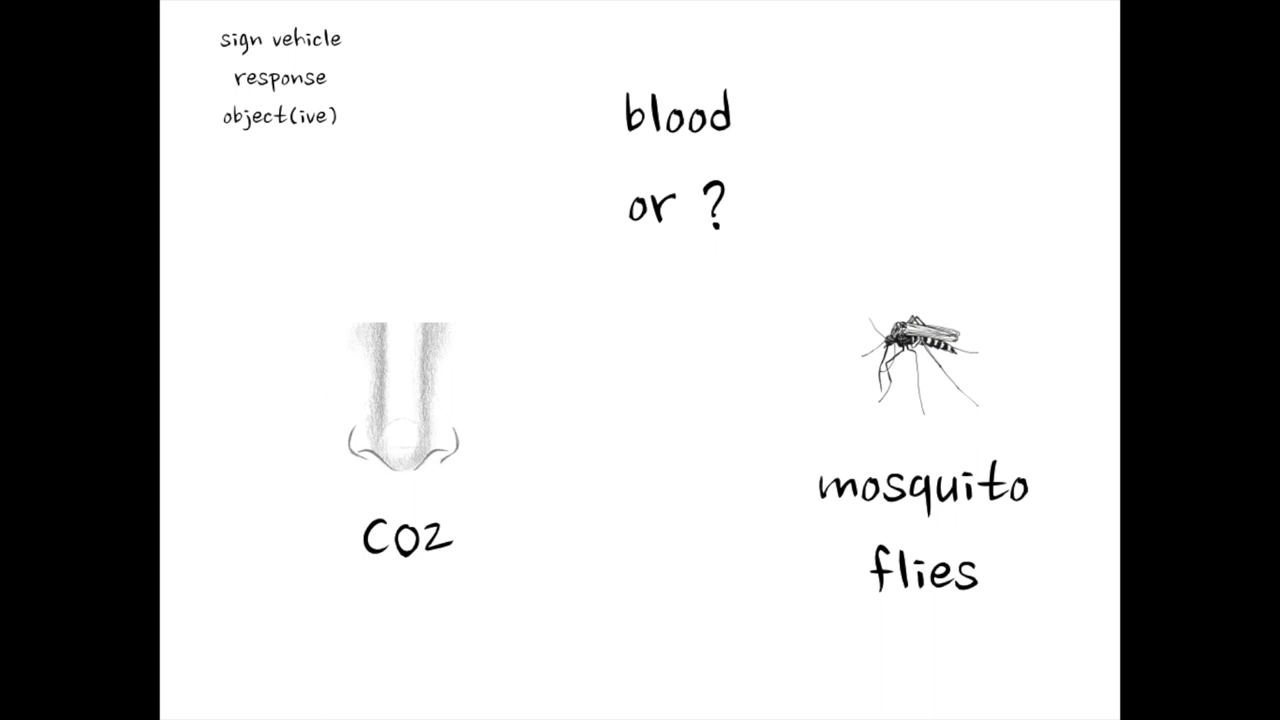 sign vehicle
response
object(ive)
blood
or ?
CO2
mosquito
flies